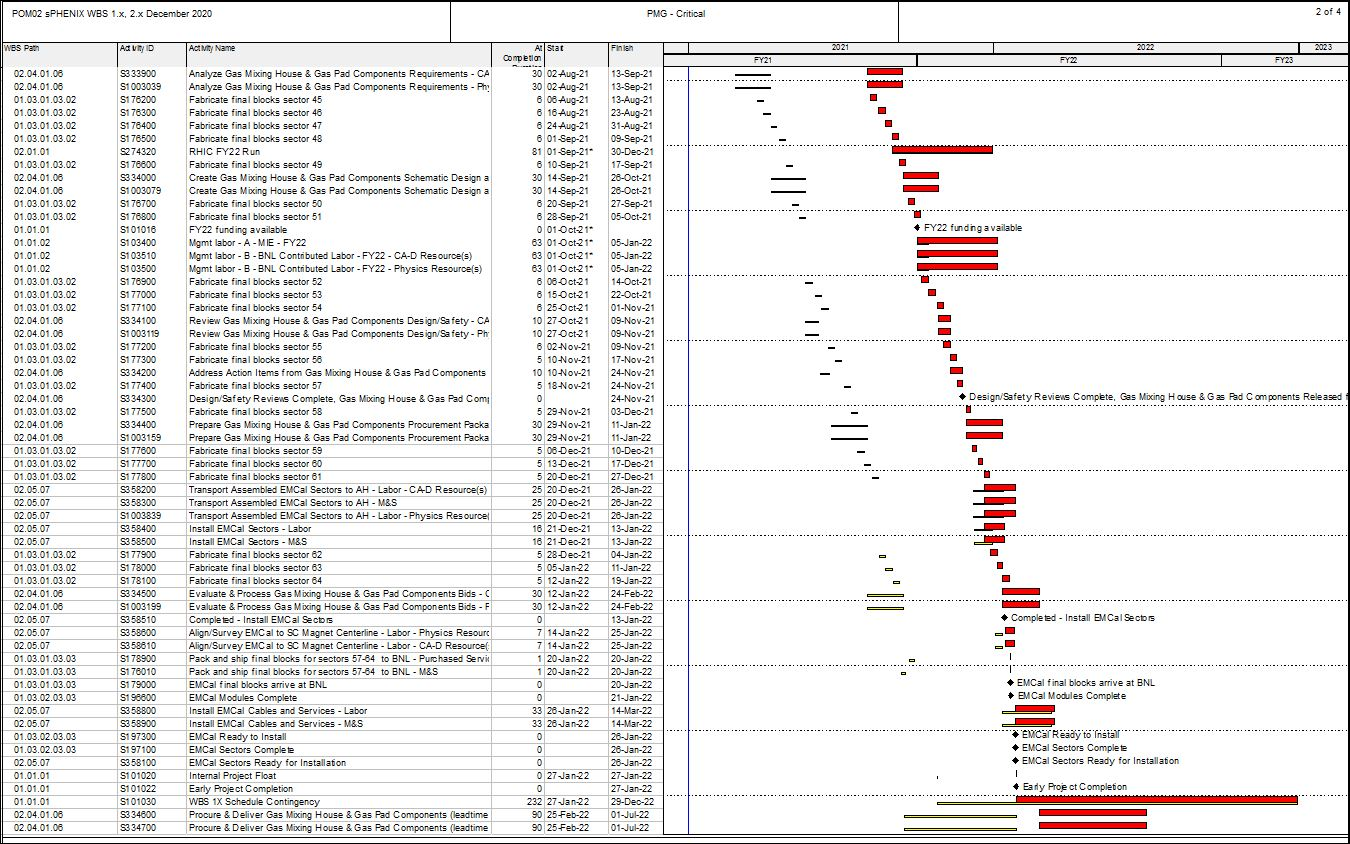 POM02 sPHENIX WBS 1.x, 2.x December 2020 PMG - Critical 2 of 4
WBS Path Activity ID Activity Name At Completion Start Finish 2021 2022 2023
FY21 FY22 FY23
02.04.01.06 S333900 Analyze Gas Mixing House & Gas Pad Components Requirements - CA 30 02-Aug-21 13-Sep-21
02.04.01.06 S1003039 Analyze Gas Mixing House & Gas Pad Components Requirements - Phy 30 02-Aug-21 13-Sep-21
01.03.01.03.02 S176200 Fabricate final blocks sector 45 6 06-Aug-21 13-Aug-21
01.03.01.03.02 S176300 Fabricate final blocks sector 46 6 16-Aug-21 23-Aug-21
01.03.01.03.02 S176400 Fabricate final blocks sector 47 6 24-Aug-21 31-Aug-21
01.03.01.03.02 S176500 Fabricate final blocks sector 48 6 01-Sep-21 09-Sep-21
02.01.01 S274320 RHIC FY22 Run 81 01-Sep-21* 30-Dec-21
01.03.01.03.02 S176600 Fabricate final blocks sector 49 6 10-Sep-21 17-Sep-21
02.04.01.06 S334000 Create Gas Mixing House & Gas Pad Components Schematic Design a 30 14-Sep-21 26-Oct-21
02.04.01.06 S1003079 Create Gas Mixing House & Gas Pad Components Schematic Design a 30 14-Sep-21 26-Oct-21
01.03.01.03.02 S176700 Fabricate final blocks sector 50 6 20-Sep-21 27-Sep-21
01.03.01.03.02 S176800 Fabricate final blocks sector 51 6 28-Sep-21 05-Oct-21
01.01.01 S101016 FY22 funding available 0 01-Oct-21* FY22 funding available
01.01.02 S103400 Mgmt labor - A - MIE - FY22 63 01-Oct-21* 05-Jan-22
01.01.02 S103510 Mgmt labor - B - BNL Contributed Labor - FY22 - CA-D Resource(s) 63 01-Oct-21* 05-Jan-22
01.01.02 S103500 Mgmt labor - B - BNL Contributed Labor - FY22 - Physics Resource(s) 63 01-Oct-21* 05-Jan-22
01.03.01.03.02 S176900 Fabricate final blocks sector 52 6 06-Oct-21 14-Oct-21
01.03.01.03.02 S177000 Fabricate final blocks sector 53 6 15-Oct-21 22-Oct-21
01.03.01.03.02 S177100 Fabricate final blocks sector 54 6 25-Oct-21 01-Nov-21
02.04.01.06 S334100 Review Gas Mixing House & Gas Pad Components Design/Safety - CA 10 27-Oct-21 09-Nov-21
02.04.01.06 S1003119 Review Gas Mixing House & Gas Pad Components Design/Safety - Ph 10 27-Oct-21 09-Nov-21
01.03.01.03.02 S177200 Fabricate final blocks sector 55 6 02-Nov-21 09-Nov-21
01.03.01.03.02 S177300 Fabricate final blocks sector 56 5 10-Nov-21 17-Nov-21
02.04.01.06 S334200 Address Action Items from Gas Mixing House & Gas Pad Components 10 10-Nov-21 24-Nov-21
01.03.01.03.02 S177400 Fabricate final blocks sector 57 5 18-Nov-21 24-Nov-21
02.04.01.06 S334300 Design/Safety Reviews Complete, Gas Mixing House & Gas Pad Comp 0 24-Nov-21 Design/Safety Reviews Complete, Gas Mixing House & Gas Pad Components Released f
01.03.01.03.02 S177500 Fabricate final blocks sector 58 5 29-Nov-21 03-Dec-21
02.04.01.06 S334400 Prepare Gas Mixing House & Gas Pad Components Procurement Packa 30 29-Nov-21 11-Jan-22
02.04.01.06 S1003159 Prepare Gas Mixing House & Gas Pad Components Procurement Packa 30 29-Nov-21 11-Jan-22
01.03.01.03.02 S177600 Fabricate final blocks sector 59 5 06-Dec-21 10-Dec-21
01.03.01.03.02 S177700 Fabricate final blocks sector 60 5 13-Dec-21 17-Dec-21
01.03.01.03.02 S177800 Fabricate final blocks sector 61 5 20-Dec-21 27-Dec-21
02.05.07 S358200 Transport Assembled EMCal Sectors to AH - Labor - CA-D Resource(s) 25 20-Dec-21 26-Jan-22
02.05.07 S358300 Transport Assembled EMCal Sectors to AH - M&S 25 20-Dec-21 26-Jan-22
02.05.07 S1003839 Transport Assembled EMCal Sectors to AH - Labor - Physics Resource( 25 20-Dec-21 26-Jan-22
02.05.07 S358400 Install EMCal Sectors - Labor 16 21-Dec-21 13-Jan-22
02.05.07 S358500 Install EMCal Sectors - M&S 16 21-Dec-21 13-Jan-22
01.03.01.03.02 S177900 Fabricate final blocks sector 62 5 28-Dec-21 04-Jan-22
01.03.01.03.02 S178000 Fabricate final blocks sector 63 5 05-Jan-22 11-Jan-22
01.03.01.03.02 S178100 Fabricate final blocks sector 64 5 12-Jan-22 19-Jan-22
02.04.01.06 S334500 Evaluate & Process Gas Mixing House & Gas Pad Components Bids - C 30 12-Jan-22 24-Feb-22
02.04.01.06 S1003199 Evaluate & Process Gas Mixing House & Gas Pad Components Bids - P 30 12-Jan-22 24-Feb-22
02.05.07 S358510 Completed - Install EMCal Sectors 0 13-Jan-22 Completed - Install EMCal Sectors
02.05.07 S358600 Align/Survey EMCal to SC Magnet Centerline - Labor - Physics Resourc 7 14-Jan-22 25-Jan-22
02.05.07 S358610 Align/Survey EMCal to SC Magnet Centerline - Labor - CA-D Resource( 7 14-Jan-22 25-Jan-22
01.03.01.03.03 S178900 Pack and ship final blocks for sectors 57-64 to BNL - Purchased Servic 1 20-Jan-22 20-Jan-22
01.03.01.03.03 S176010 Pack and ship final blocks for sectors 57-64 to BNL - M&S 1 20-Jan-22 20-Jan-22
01.03.01.03.03 S179000 EMCal final blocks arrive at BNL 0 20-Jan-22 EMCal final blocks arrive at BNL
01.03.02.03.03 S196600 EMCal Modules Complete 0 21-Jan-22 EMCal Modules Complete
02.05.07 S358800 Install EMCal Cables and Services - Labor 33 26-Jan-22 14-Mar-22
02.05.07 S358900 Install EMCal Cables and Services - M&S 33 26-Jan-22 14-Mar-22
01.03.02.03.03 S197300 EMCal Ready to Install 0 26-Jan-22 EMCal Ready to Install
01.03.02.03.03 S197100 EMCal Sectors Complete 0 26-Jan-22 EMCal Sectors Complete
02.05.07 S358100 EMCal Sectors Ready for Installation 0 26-Jan-22 EMCal Sectors Ready for Installation
01.01.01 S101020 Internal Project Float 0 27-Jan-22 27-Jan-22
01.01.01 S101022 Early Project Completion 0 27-Jan-22 Early Project Completion
01.01.01 S101030 WBS 1X Schedule Contingency 232 27-Jan-22 29-Dec-22
02.04.01.06 S334600 Procure & Deliver Gas Mixing House & Gas Pad Components (leadtime 90 25-Feb-22 01-Jul-22
02.04.01.06 S334700 Procure & Deliver Gas Mixing House & Gas Pad Components (leadtime 90 25-Feb-22 01-Jul-22